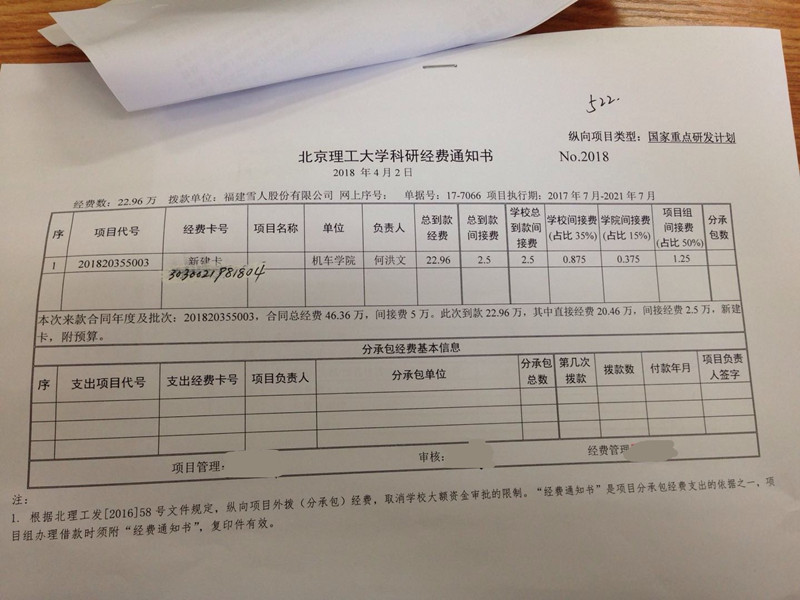 522.
纵向项目类型：国家重点研发计划
北京理工大学科研经费通知书 No.2018
2018 年 4 月 2 日
经费数：22.96 万 拨款单位：福建雪人股份有限公司 网上序号： 单据号：17-7066 项目执行期：2017 年 7 月-2021 年 7 月
序 项目代号 经费卡号 项目名称 单位 负责人 总到款经费 总到款间接费 学校总到款间接费 学校间接费(占比 35%) 学院间接费(占比 15%) 项目组间接费(占比 50%) 分承包数
1 201820355003 新建卡 机车学院 何洪文 22.96 2.5 2.5 0.875 0.375 1.25
3030021981804
本次来款合同年度及批次：201820355003，合同总经费 46.36 万，间接费 5 万。此次到款 22.96 万，其中直接经费 20.46 万，间接经费 2.5 万，新建
卡，附预算。
分承包经费基本信息
序 支出项目代号 支出经费卡号 项目负责人 分承包单位 分承包总数 第几次拨款 拨款数 付款年月 项目负责人签字
项目管理： 审核： 经费管理
注：
1. 根据北理工发[2016]58 号文件规定，纵向项目外拨（分承包）经费，取消学校大额资金审批的限制。“经费通知书”是项目分承包经费支出的依据之一，项
目组办理借款时须附“经费通知书”，复印件有效。